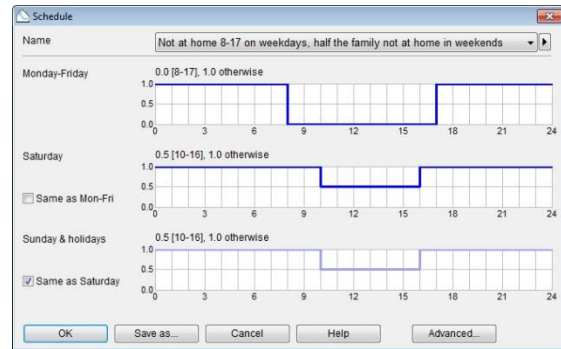 Schedule
Name
Not at home 8-17 on weekdays, half the family not at home in weekends
Monday-Friday
0.0 [8-17], 1.0 otherwise
1.0
0.5
0.0
0 3 6 9 12 15 18 21 24
Saturday
0.5 [10-16], 1.0 otherwise
1.0
Same as Mon-Fri
0.5
0.0
0 3 6 9 12 15 18 21 24
Sunday & holidays
0.5 [10-16], 1.0 otherwise
1.0
Same as Saturday
0.5
0.0
0 3 6 9 12 15 18 21 24
OK Save as... Cancel Help Advanced...